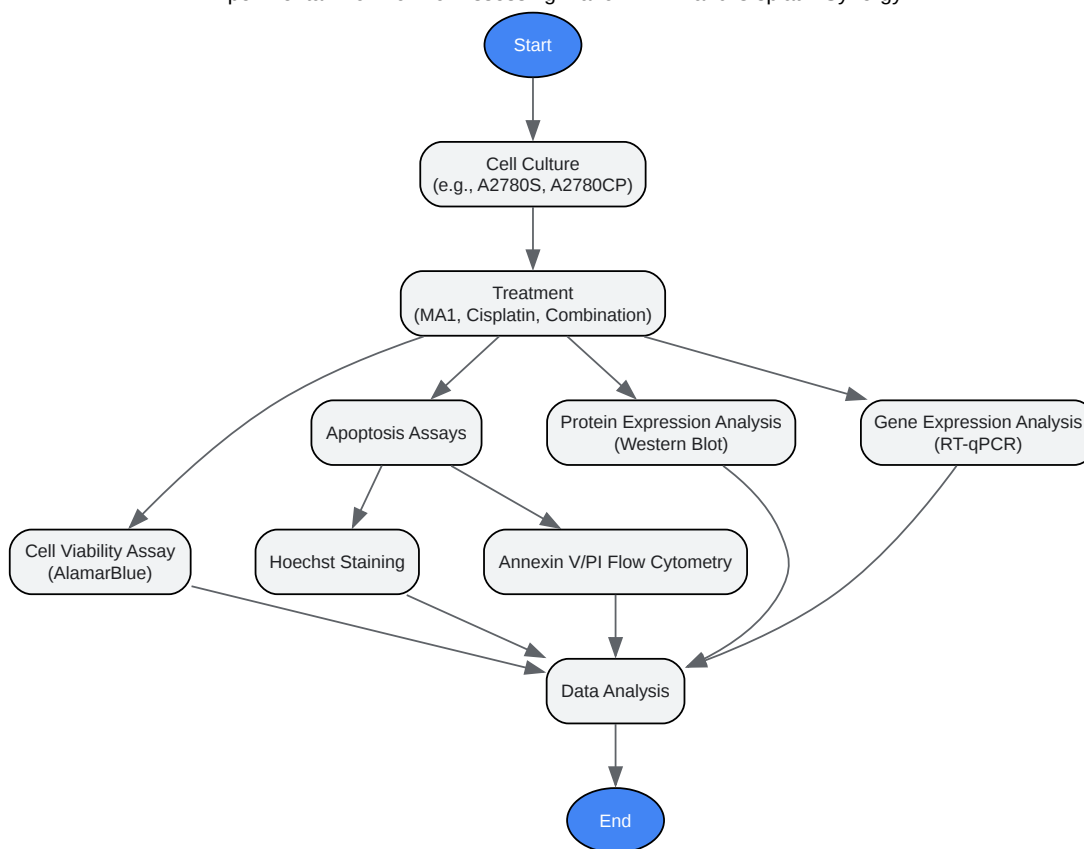 Start
Cell Culture
(e.g., A2780S, A2780CP)
Treatment
(MA1, Cisplatin, Combination)
Apoptosis Assays
Protein Expression Analysis
(Western Blot)
Gene Expression Analysis
(RT-qPCR)
Cell Viability Assay
(AlamarBlue)
Hoechst Staining
Annexin V/PI Flow Cytometry
Data Analysis
End